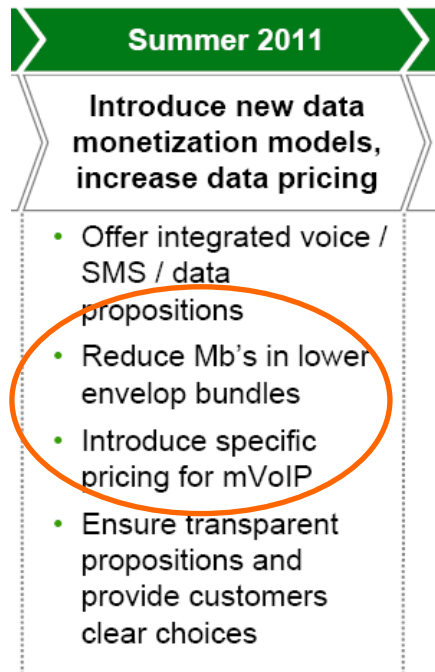 Summer 2011
Introduce new data
monetization models,
increase data pricing
• Offer integrated voice /
SMS / data
propositions
• Reduce Mb's in lower
envelop bundles
• Introduce specific
pricing for mVoIP
• Ensure transparent
propositions and
provide customers
clear choices